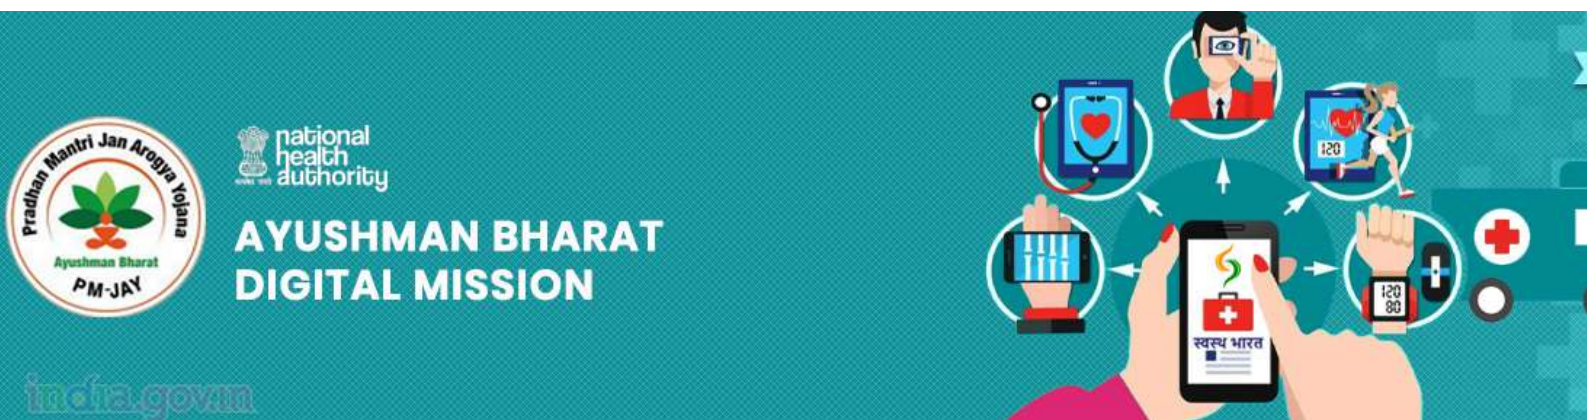 Pradhan Mantri Jan Arogya Yojana
Ayushman Bharat
PM-JAY
national
health
authority
AYUSHMAN BHARAT
DIGITAL MISSION
india.gov.in
120
120
80
स्वस्थ भारत